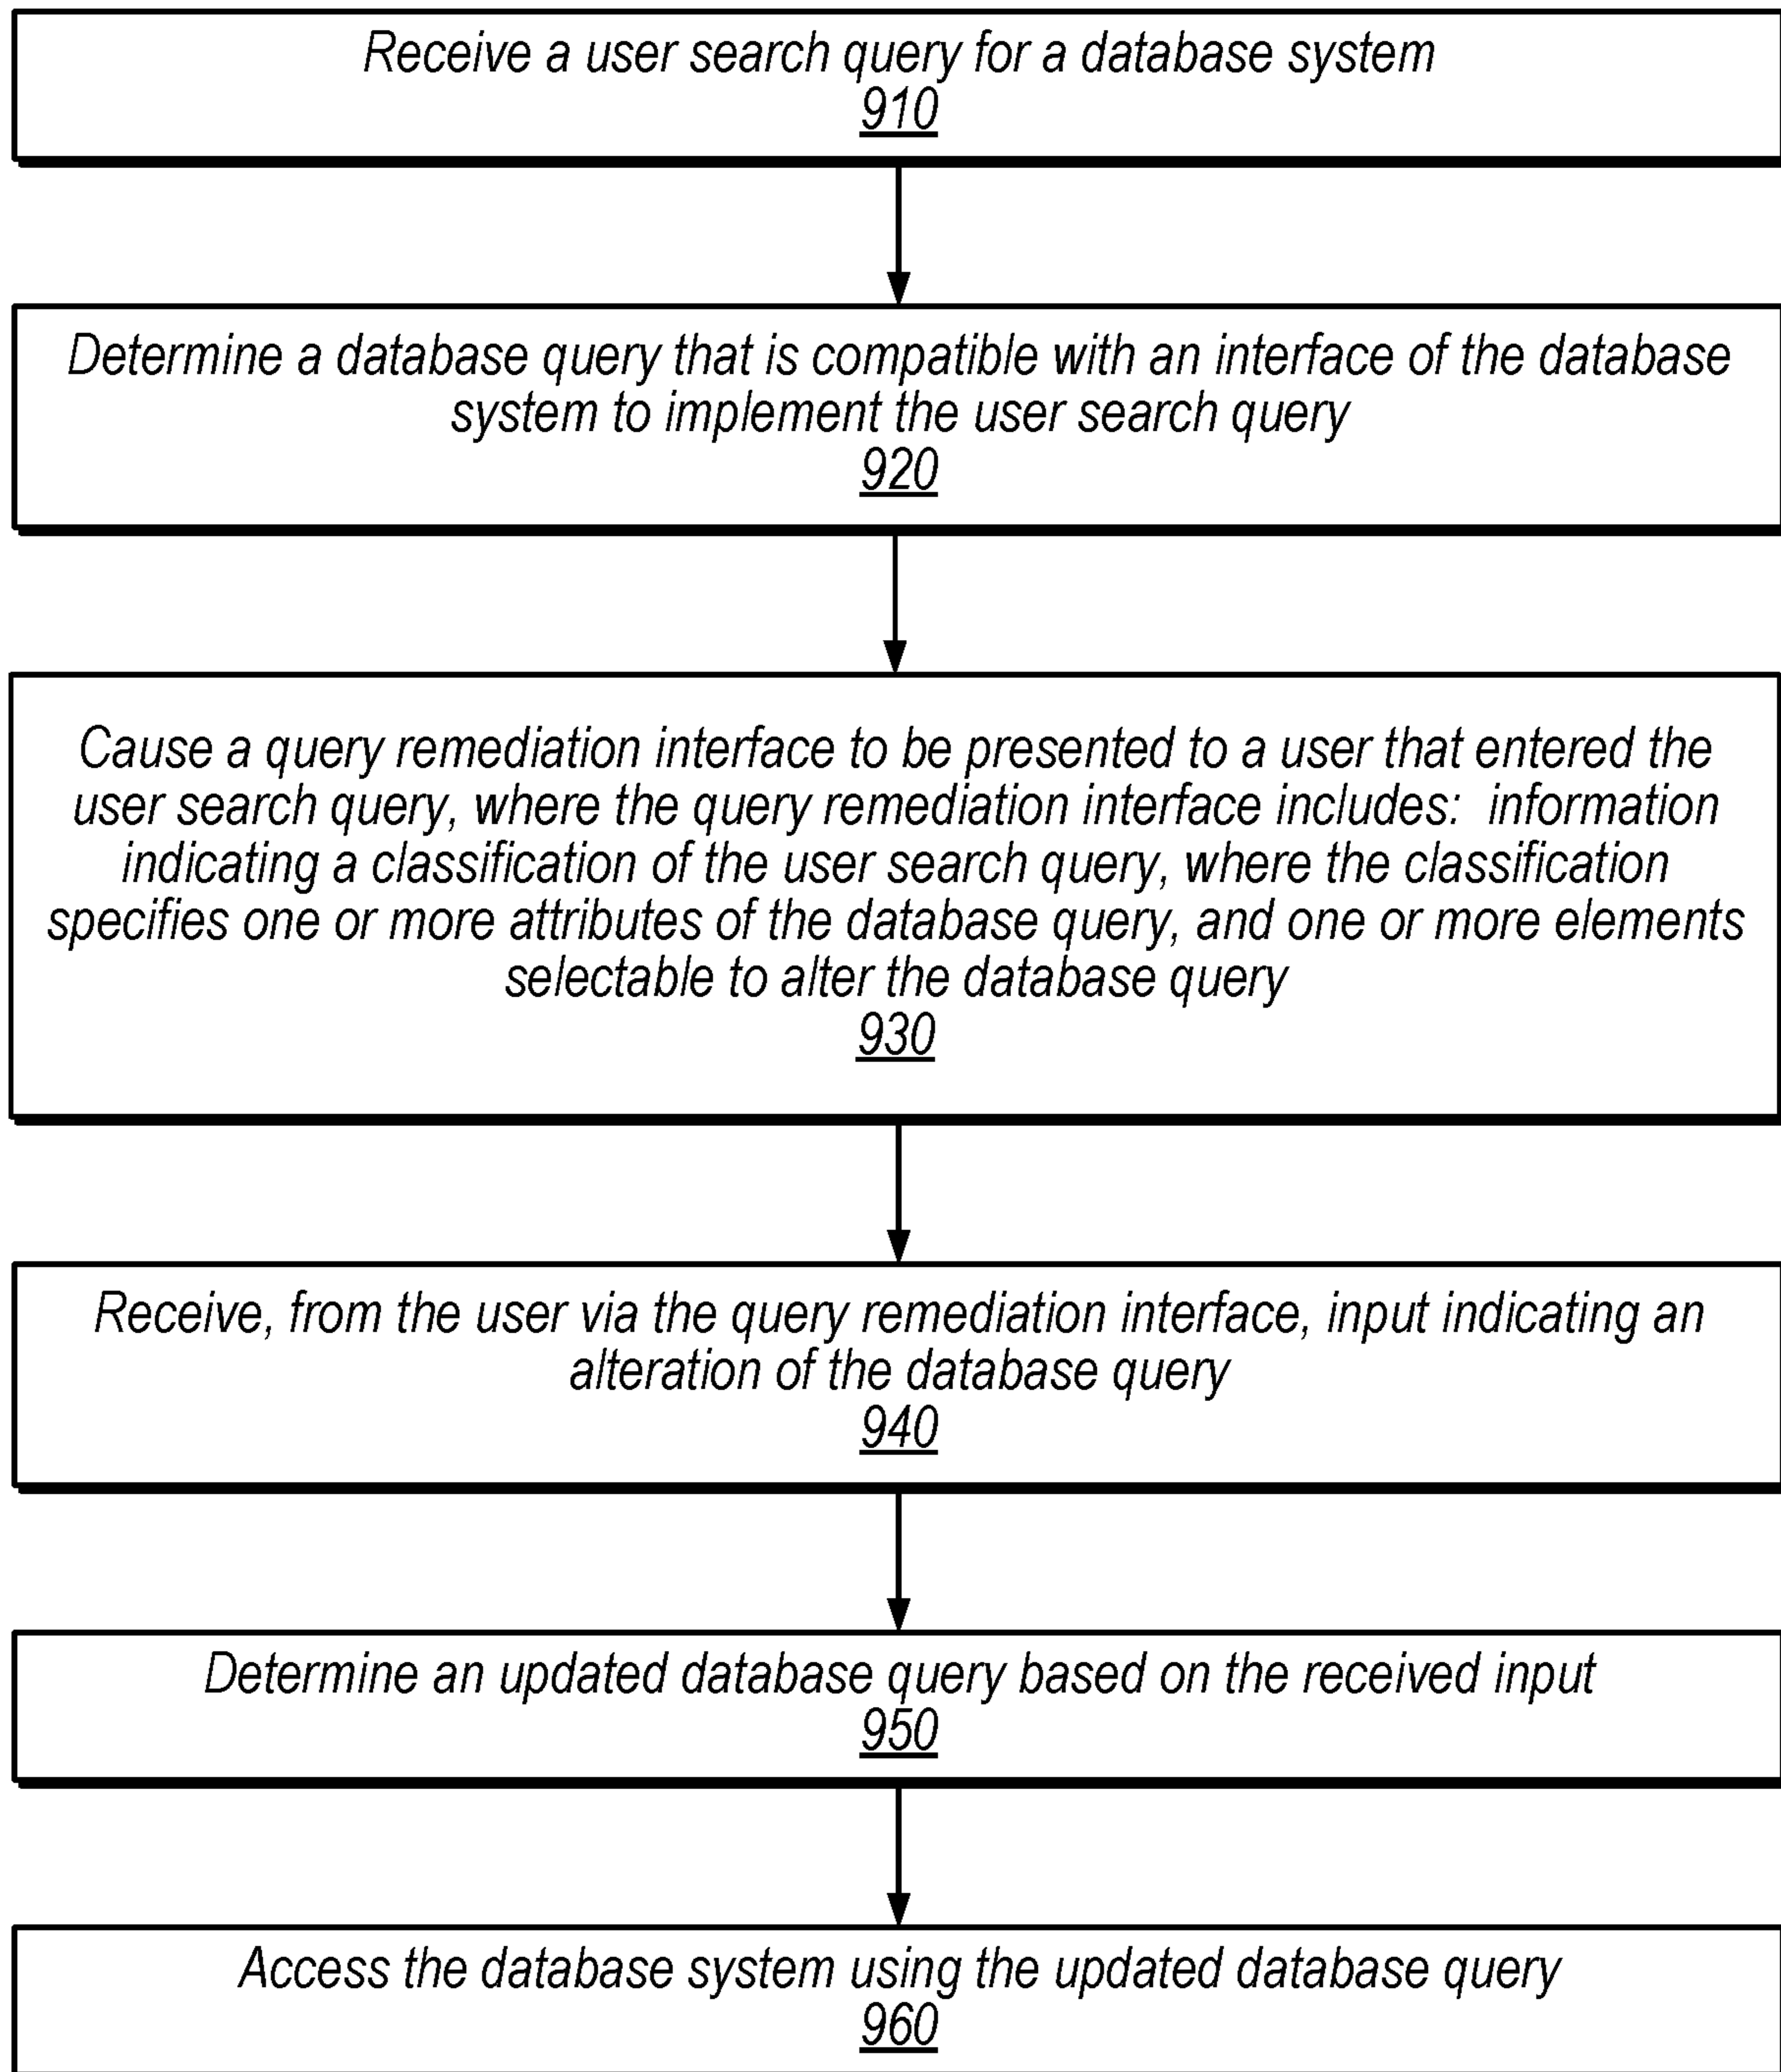 Receive a user search query for a database system
910
Determine a database query that is compatible with an interface of the database
system to implement the user search query
920
Cause a query remediation interface to be presented to a user that entered the
user search query, where the query remediation interface includes:  information
indicating a classification of the user search query, where the classification
specifies one or more attributes of the database query, and one or more elements
selectable to alter the database query
930
Receive, from the user via the query remediation interface, input indicating an
alteration of the database query
940
Determine an updated database query based on the received input
950
Access the database system using the updated database query
960